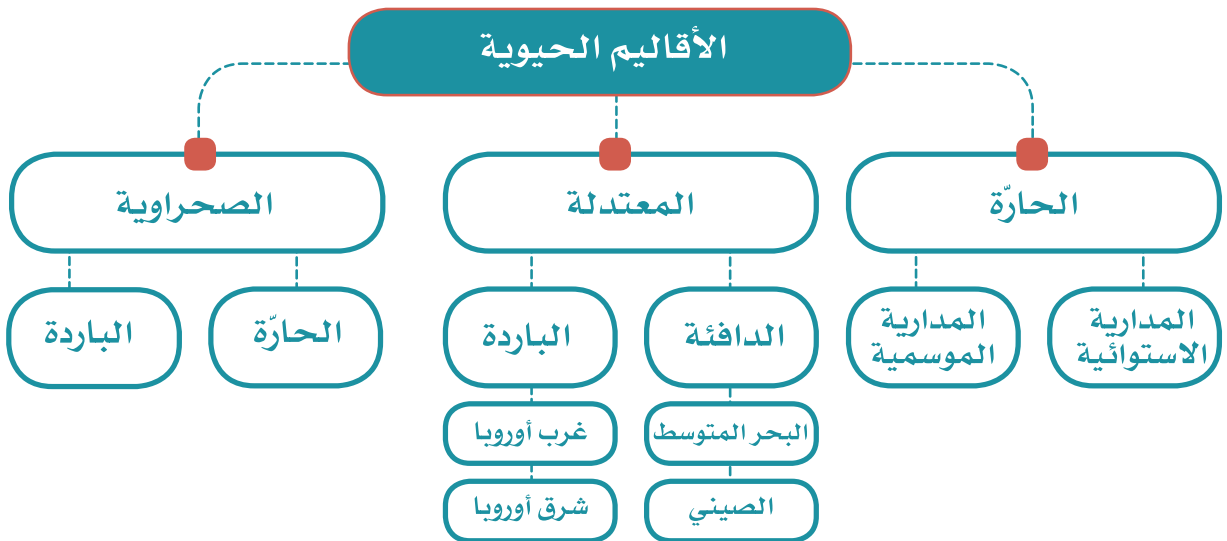 الأقاليم الحيوية
الحارّة
المعتدلة
الصحراوية
المدارية
الاستوائية
المدارية
الموسمية
الدافئة
الباردة
الحارّة
الباردة
البحر المتوسط
غرب أوروبا
الصيني
شرق أوروبا